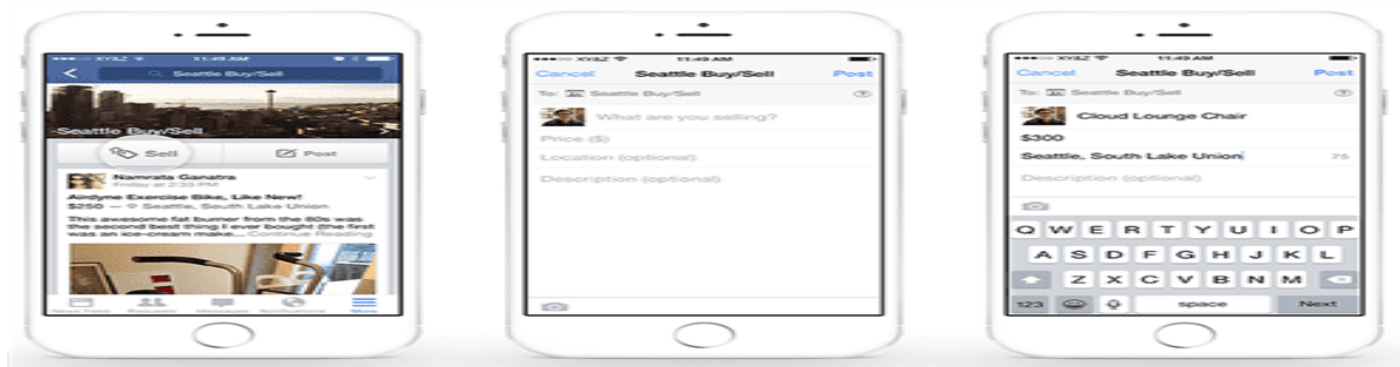 XY&Z 11:49 AM
Seattle Buy/Sell
Seattle Buy/Sell
Sell Post
Namrata Ganatra
Friday at 2:33 PM
Airdyne Exercise Bike, Like New!
$250 — Seattle, South Lake Union
This awesome fat burner from the 80s was
the second best thing I ever bought (the first
was an ice-cream make... Continue Reading
News Feed Requests Messages Notifications More
XY&Z 11:49 AM
Cancel Seattle Buy/Sell Post
To: Seattle Buy/Sell ?
What are you selling?
Price ($)
Location (optional)
Description (optional)
XY&Z 11:49 AM
Cancel Seattle Buy/Sell Post
To: Seattle Buy/Sell ?
Cloud Lounge Chair
$300
Seattle, South Lake Union 75
Description (optional)
Q W E R T Y U I O P
A S D F G H J K L
Z X C V B N M
123 space Next